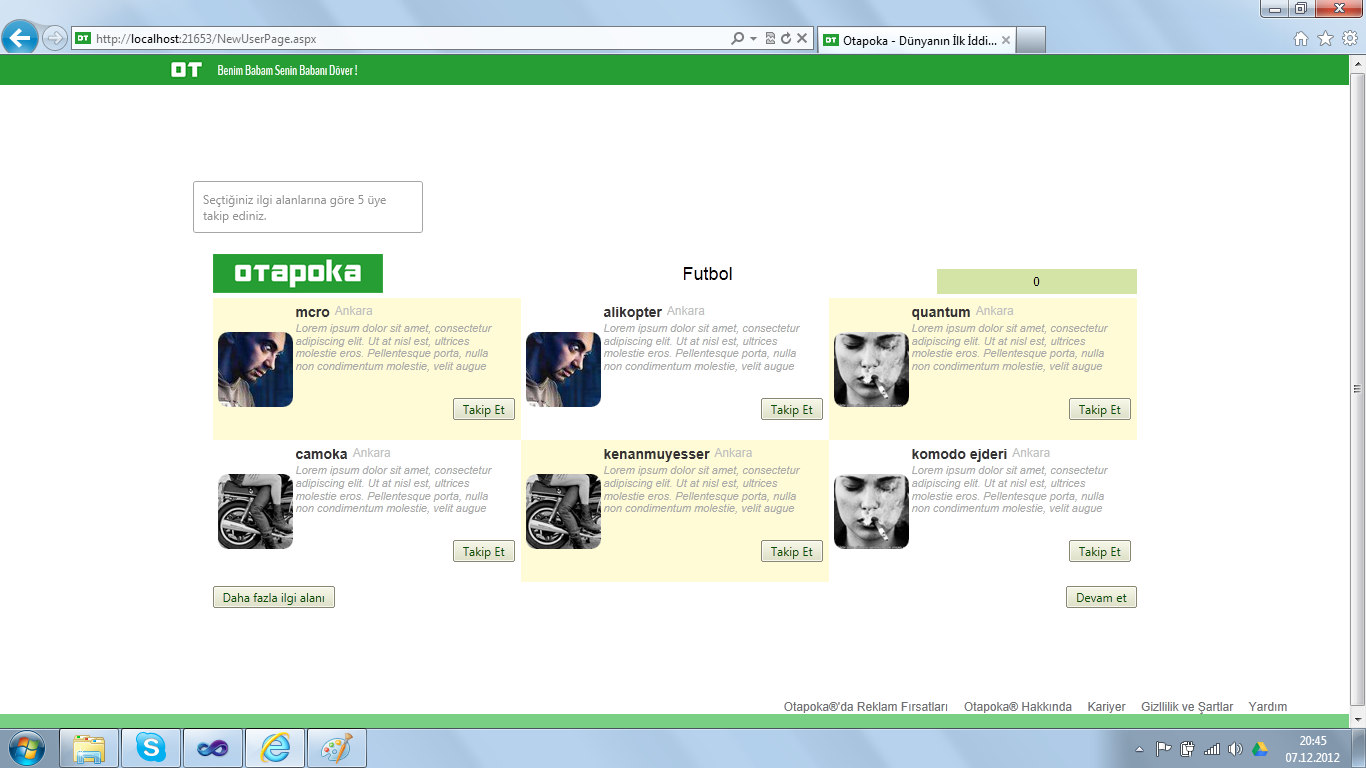 http://localhost:21653/NewUserPage.aspx
OT Otapoka - Dünyanın İlk İddi...
OT Benim Babam Senin Babanı Döver !
Seçtiğiniz ilgi alanlarına göre 5 üye
takip ediniz.
OTAPOKA
Futbol
0
mcro Ankara
Lorem ipsum dolor sit amet, consectetur
adipiscing elit. Ut at nisl est, ultrices
molestie eros. Pellentesque porta, nulla
non condimentum molestie, velit augue
Takip Et
alikopter Ankara
Lorem ipsum dolor sit amet, consectetur
adipiscing elit. Ut at nisl est, ultrices
molestie eros. Pellentesque porta, nulla
non condimentum molestie, velit augue
Takip Et
quantum Ankara
Lorem ipsum dolor sit amet, consectetur
adipiscing elit. Ut at nisl est, ultrices
molestie eros. Pellentesque porta, nulla
non condimentum molestie, velit augue
Takip Et
camoka Ankara
Lorem ipsum dolor sit amet, consectetur
adipiscing elit. Ut at nisl est, ultrices
molestie eros. Pellentesque porta, nulla
non condimentum molestie, velit augue
Takip Et
kenanmuyesser Ankara
Lorem ipsum dolor sit amet, consectetur
adipiscing elit. Ut at nisl est, ultrices
molestie eros. Pellentesque porta, nulla
non condimentum molestie, velit augue
Takip Et
komodo ejderi Ankara
Lorem ipsum dolor sit amet, consectetur
adipiscing elit. Ut at nisl est, ultrices
molestie eros. Pellentesque porta, nulla
non condimentum molestie, velit augue
Takip Et
Daha fazla ilgi alanı
Devam et
Otapoka®'da Reklam Fırsatları Otapoka® Hakkında Kariyer Gizllilik ve Şartlar Yardım
20:45
07.12.2012